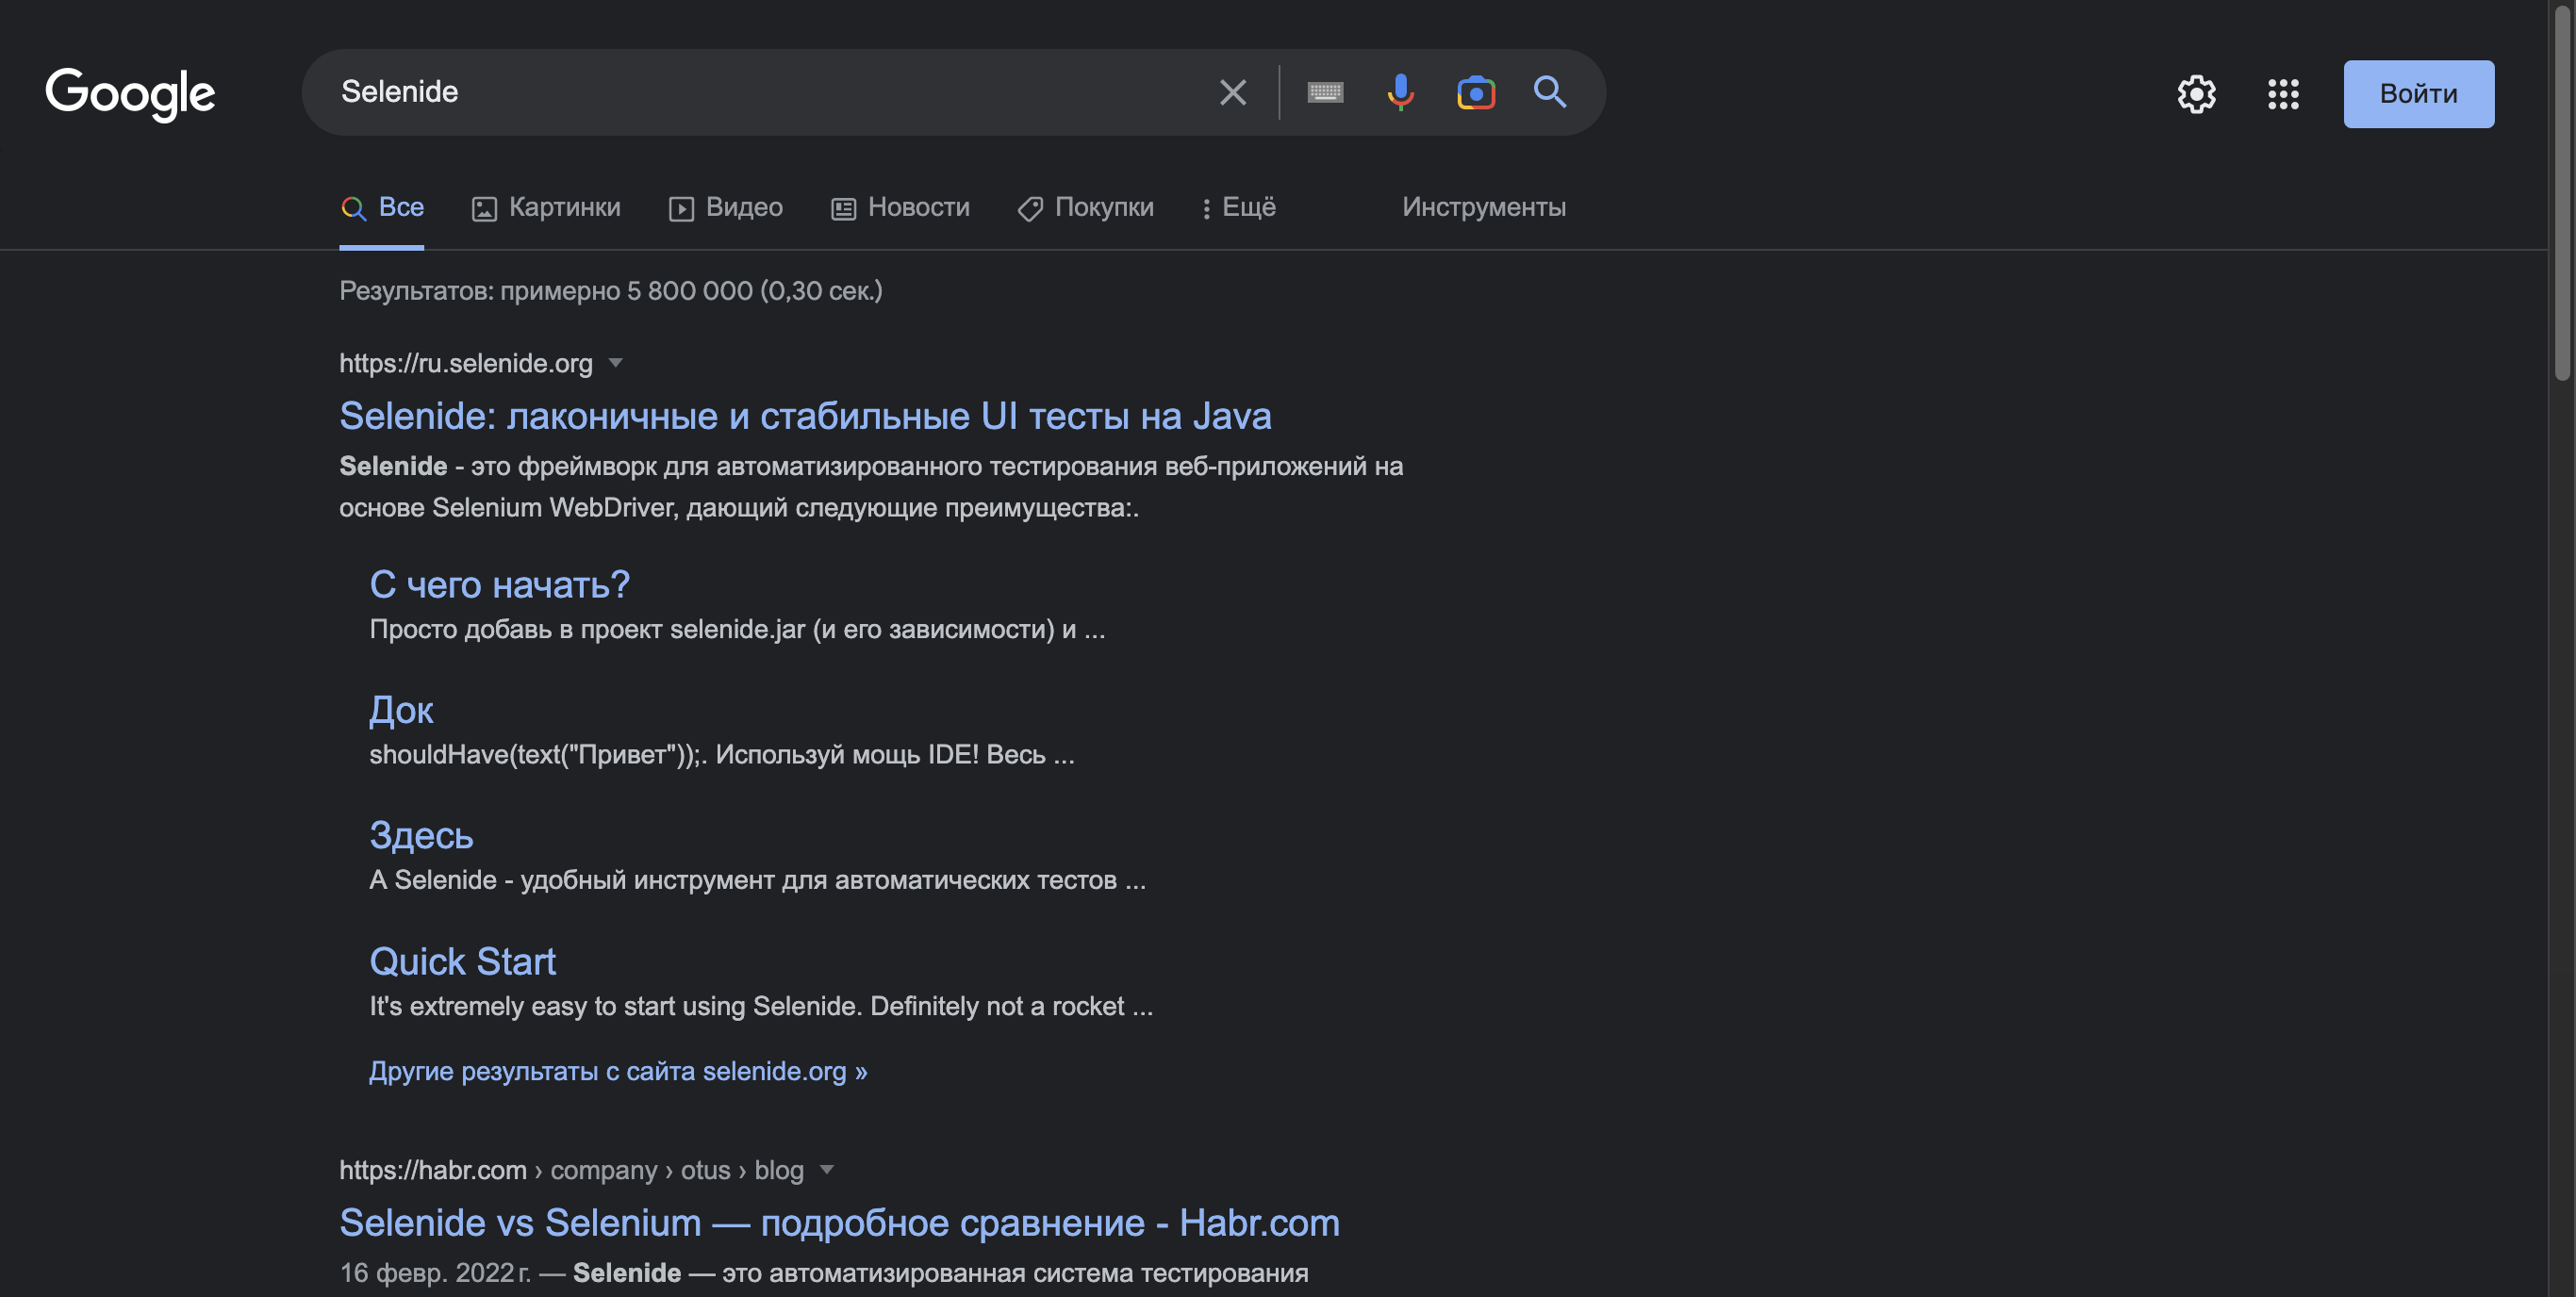 Google
Selenide
Войти
Все
Картинки
Видео
Новости
Покупки
Ещё
Инструменты
Результатов: примерно 5 800 000 (0,30 сек.)
https://ru.selenide.org
Selenide: лаконичные и стабильные UI тесты на Java
Selenide - это фреймворк для автоматизированного тестирования веб-приложений на
основе Selenium WebDriver, дающий следующие преимущества:.
С чего начать?
Просто добавь в проект selenide.jar (и его зависимости) и ...
Док
shouldHave(text("Привет"));. Используй мощь IDE! Весь ...
Здесь
А Selenide - удобный инструмент для автоматических тестов ...
Quick Start
It's extremely easy to start using Selenide. Definitely not a rocket ...
Другие результаты с сайта selenide.org »
https://habr.com › company › otus › blog
Selenide vs Selenium — подробное сравнение - Habr.com
16 февр. 2022 г. — Selenide — это автоматизированная система тестирования